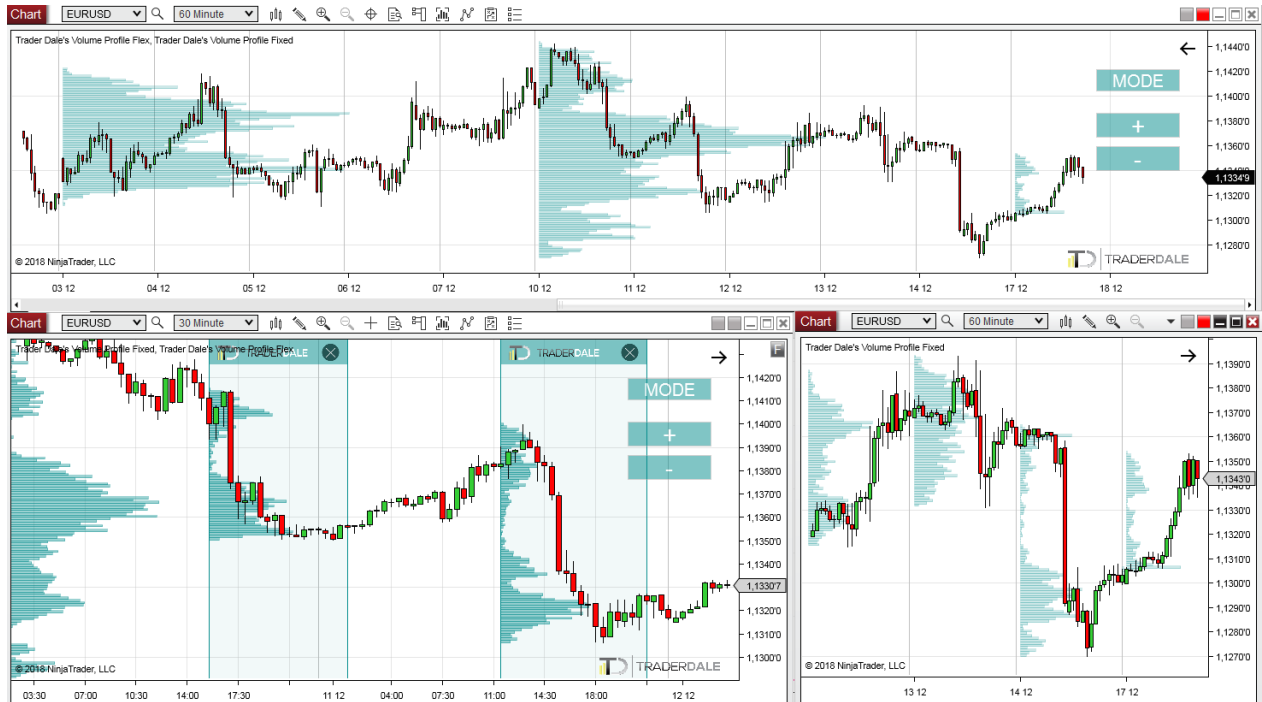 Chart EURUSD 60 Minute
Trader Dale's Volume Profile Flex, Trader Dale's Volume Profile Fixed
MODE
+
-
1,1440'0
1,1420'0
1,1400'0
1,1380'0
1,1360'0
1,1334'9
1,1320'0
1,1300'0
1,1280'0
© 2018 NinjaTrader, LLC
TRADERDALE
03 12 04 12 05 12 06 12 07 12 10 12 11 12 12 12 13 12 14 12 17 12 18 12
Chart EURUSD 30 Minute
Trader Dale's Volume Profile Fixed, Trader Dale's Volume Profile Flex
TRADERDALE
TRADERDALE
F
MODE
+
-
1,1420'0
1,1410'0
1,1400'0
1,1390'0
1,1380'0
1,1370'0
1,1360'0
1,1350'0
1,1340'0
1,1330'7
1,1320'0
1,1310'0
1,1300'0
© 2018 NinjaTrader, LLC
TRADERDALE
03:30 07:00 10:30 14:00 17:30 11 12 04:00 07:30 11:00 14:30 18:00 12 12
Chart EURUSD 60 Minute
Trader Dale's Volume Profile Fixed
1,1390'0
1,1380'0
1,1370'0
1,1360'0
1,1350'0
1,1343'0
1,1330'0
1,1320'0
1,1310'0
1,1300'0
1,1290'0
1,1280'0
1,1270'0
© 2018 NinjaTrader, LLC
13 12 14 12 17 12